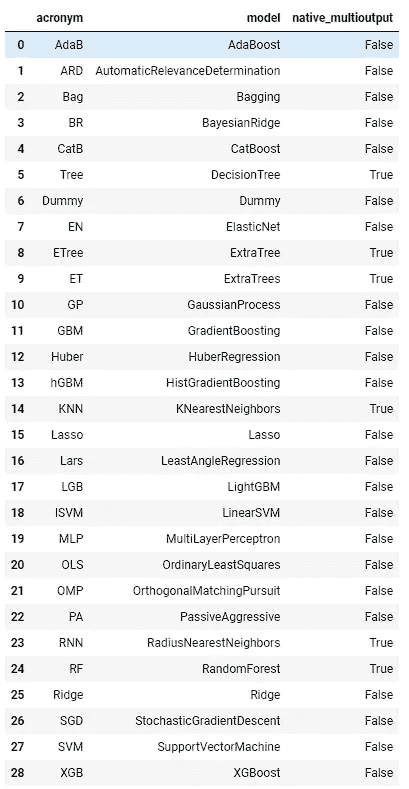 acronym model native_multioutput
0 AdaB AdaBoost False
1 ARD AutomaticRelevanceDetermination False
2 Bag Bagging False
3 BR BayesianRidge False
4 CatB CatBoost False
5 Tree DecisionTree True
6 Dummy Dummy False
7 EN ElasticNet False
8 ETree ExtraTree True
9 ET ExtraTrees True
10 GP GaussianProcess False
11 GBM GradientBoosting False
12 Huber HuberRegression False
13 hGBM HistGradientBoosting False
14 KNN KNearestNeighbors True
15 Lasso Lasso False
16 Lars LeastAngleRegression False
17 LGB LightGBM False
18 lSVM LinearSVM False
19 MLP MultiLayerPerceptron False
20 OLS OrdinaryLeastSquares False
21 OMP OrthogonalMatchingPursuit False
22 PA PassiveAggressive False
23 RNN RadiusNearestNeighbors True
24 RF RandomForest True
25 Ridge Ridge False
26 SGD StochasticGradientDescent False
27 SVM SupportVectorMachine False
28 XGB XGBoost False